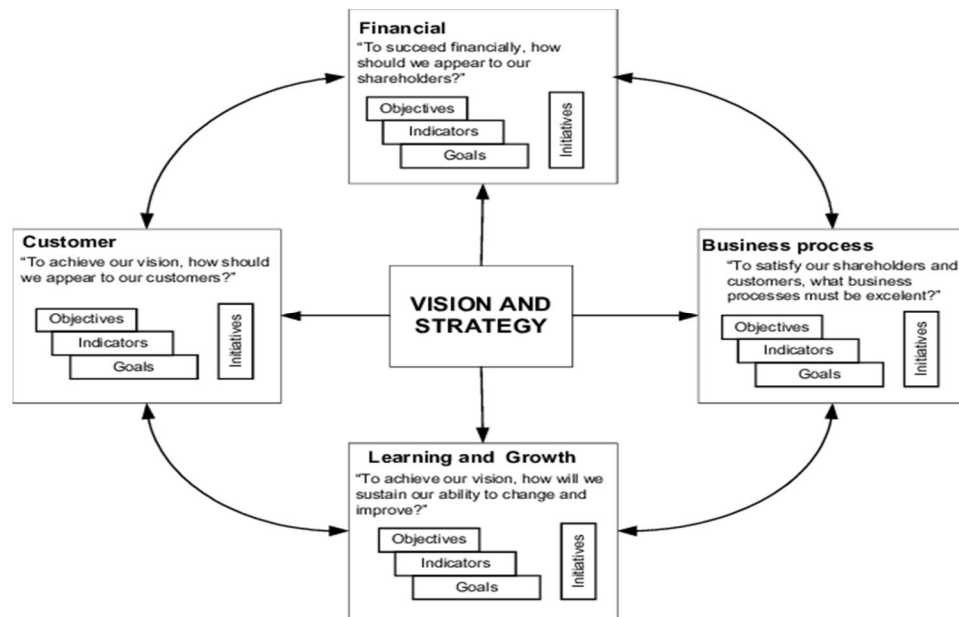 Financial
“To succeed financially, how
should we appear to our
shareholders?”
Objectives
Indicators
Goals
Initiatives
Customer
“To achieve our vision, how should
we appear to our customers?”
Objectives
Indicators
Goals
Initiatives
VISION AND
STRATEGY
Business process
“To satisfy our shareholders and
customers, what business
processes must be excelent?”
Objectives
Indicators
Goals
Initiatives
Learning and Growth
“To achieve our vision, how will we
sustain our ability to change and
improve?”
Objectives
Indicators
Goals
Initiatives